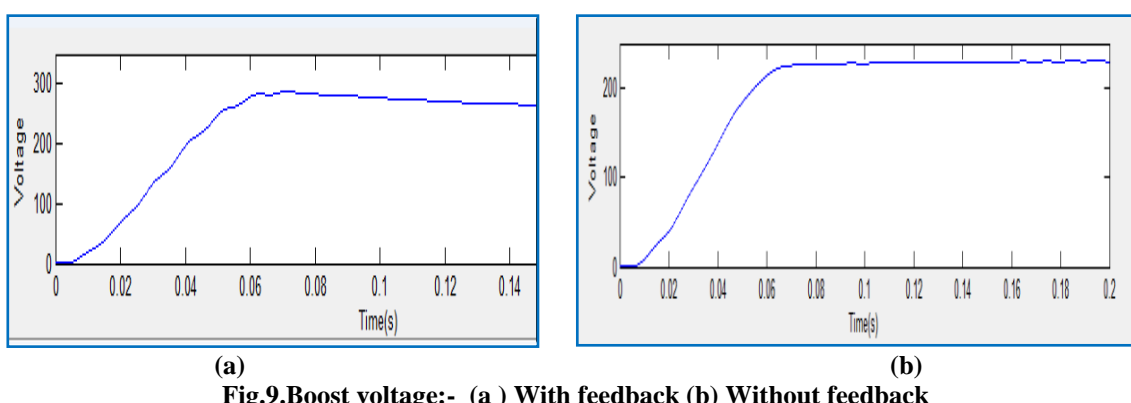 300
200
100
0
Voltage
0 0.02 0.04 0.06 0.08 0.1 0.12 0.14
Time(s)
(a)
200
100
0
Voltage
0 0.02 0.04 0.06 0.08 0.1 0.12 0.14 0.16 0.18 0.2
Time(s)
(b)
Fig.9.Boost voltage:- (a ) With feedback (b) Without feedback